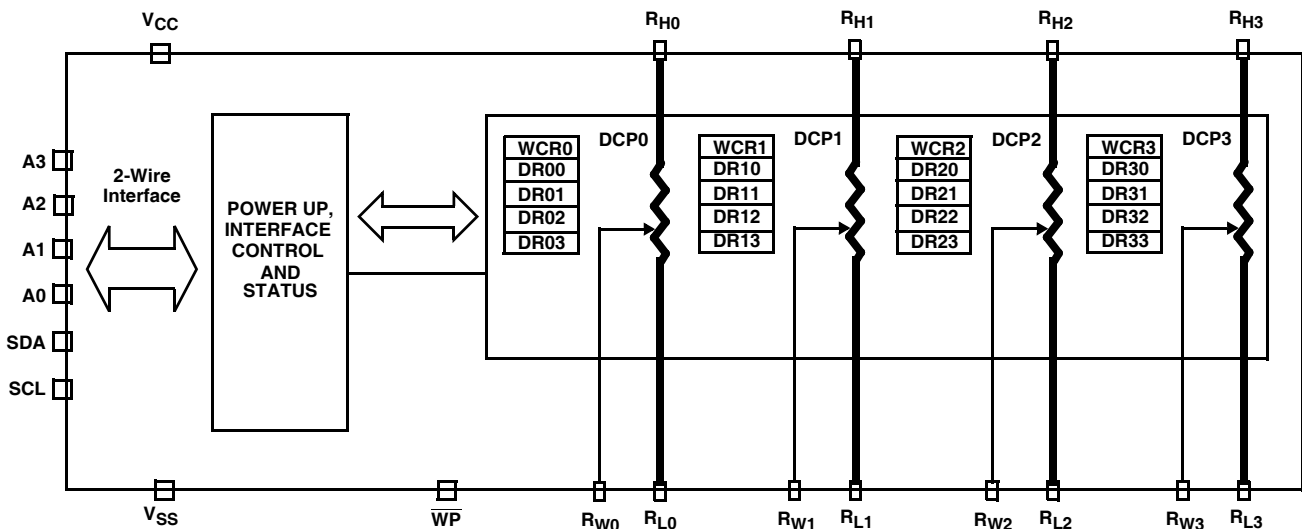 VCC
RH0
RH1
RH2
RH3
A3
A2
A1
A0
SDA
SCL
2-Wire
Interface
POWER UP,
INTERFACE
CONTROL
AND
STATUS
WCR0
DR00
DR01
DR02
DR03
DCP0
WCR1
DR10
DR11
DR12
DR13
DCP1
WCR2
DR20
DR21
DR22
DR23
DCP2
WCR3
DR30
DR31
DR32
DR33
DCP3
VSS
WP
RW0
RL0
RW1
RL1
RW2
RL2
RW3
RL3